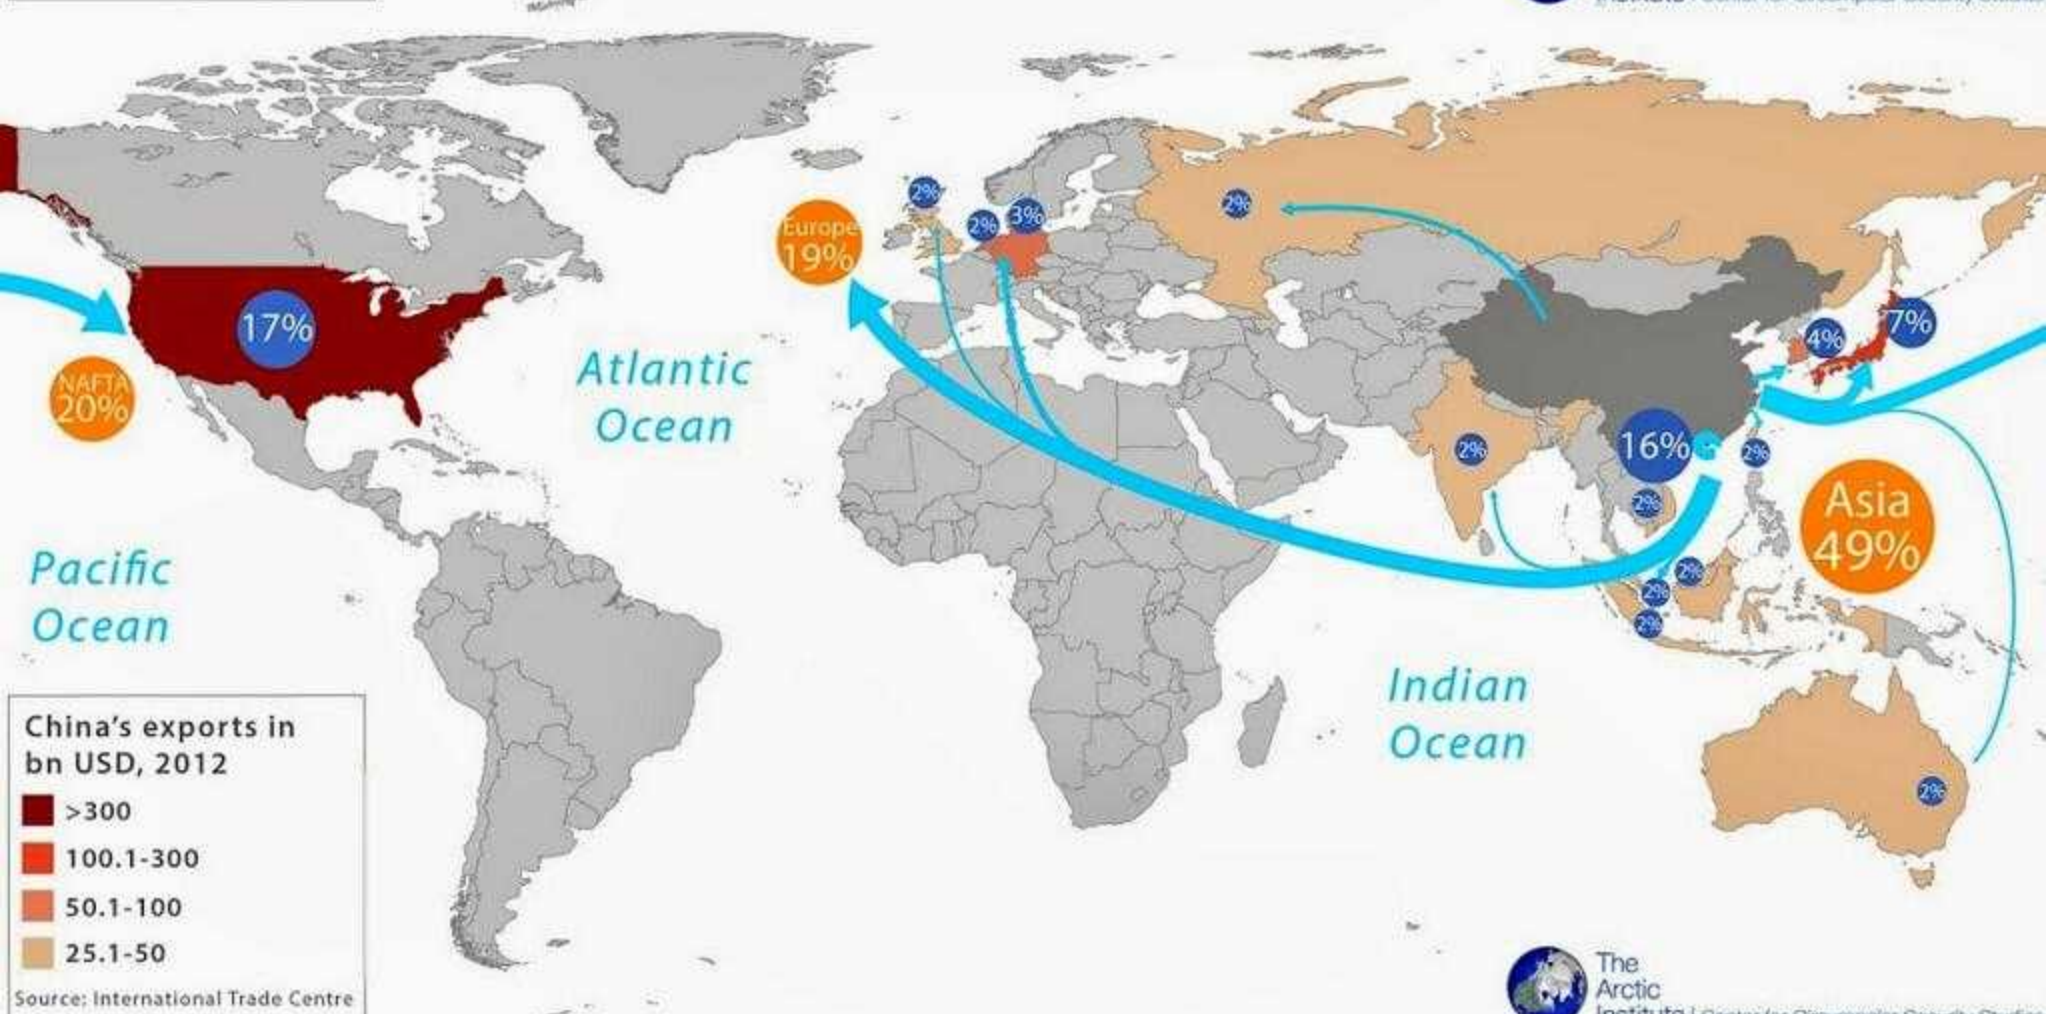 2%
2%
3%
2%
Europe
19%
17%
NAFTA
20%
4%
7%
Atlantic
Ocean
2%
16%
2%
2%
Asia
49%
Pacific
Ocean
2%
2%
2%
Indian
Ocean
2%
China's exports in
bn USD, 2012
>300
100.1-300
50.1-100
25.1-50
Source: International Trade Centre
The
Arctic
Institute